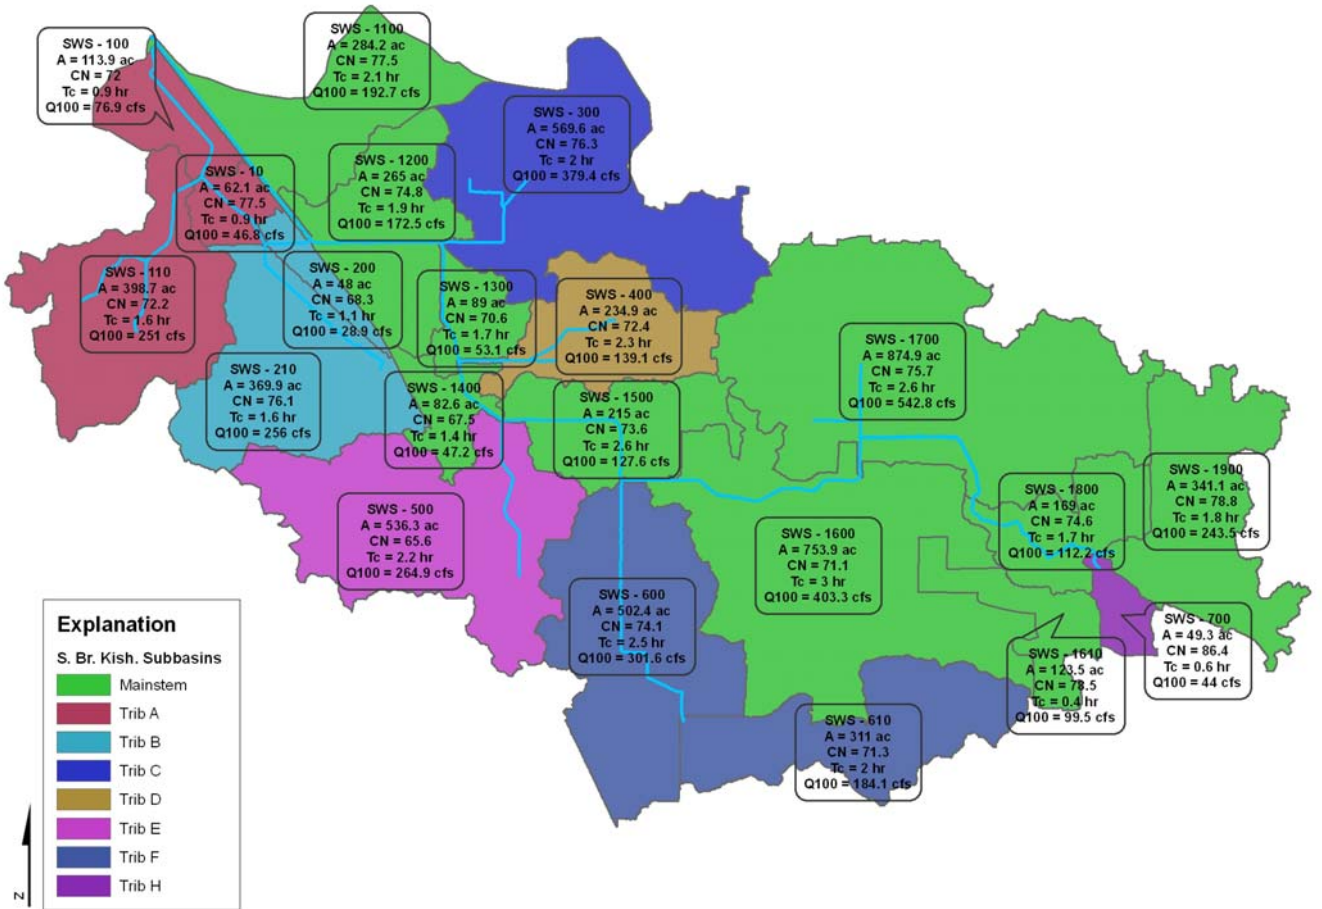 SWS - 100
A = 113.9 ac
CN = 72
Tc = 0.9 hr
Q100 = 76.9 cfs
SWS - 1100
A = 284.2 ac
CN = 77.5
Tc = 2.1 hr
Q100 = 192.7 cfs
SWS - 300
A = 569.6 ac
CN = 76.3
Tc = 2 hr
Q100 = 379.4 cfs
SWS - 10
A = 62.1 ac
CN = 77.5
Tc = 0.9 hr
Q100 = 46.8 cfs
SWS - 1200
A = 265 ac
CN = 74.8
Tc = 1.9 hr
Q100 = 172.5 cfs
SWS - 110
A = 398.7 ac
CN = 72.2
Tc = 1.6 hr
Q100 = 251 cfs
SWS - 200
A = 48 ac
CN = 68.3
Tc = 1.1 hr
Q100 = 28.9 cfs
SWS - 1300
A = 89 ac
CN = 70.6
Tc = 1.7 hr
Q100 = 53.1 cfs
SWS - 400
A = 234.9 ac
CN = 72.4
Tc = 2.3 hr
Q100 = 139.1 cfs
SWS - 1700
A = 874.9 ac
CN = 75.7
Tc = 2.6 hr
Q100 = 542.8 cfs
SWS - 210
A = 369.9 ac
CN = 76.1
Tc = 1.6 hr
Q100 = 256 cfs
SWS - 1400
A = 82.6 ac
CN = 67.5
Tc = 1.4 hr
Q100 = 47.2 cfs
SWS - 1500
A = 215 ac
CN = 73.6
Tc = 2.6 hr
Q100 = 127.6 cfs
SWS - 1900
A = 341.1 ac
CN = 78.8
Tc = 1.8 hr
Q100 = 243.5 cfs
SWS - 1800
A = 169 ac
CN = 74.6
Tc = 1.7 hr
Q100 = 112.2 cfs
SWS - 500
A = 536.3 ac
CN = 65.6
Tc = 2.2 hr
Q100 = 264.9 cfs
SWS - 1600
A = 753.9 ac
CN = 71.1
Tc = 3 hr
Q100 = 403.3 cfs
SWS - 600
A = 502.4 ac
CN = 74.1
Tc = 2.5 hr
Q100 = 301.6 cfs
SWS - 700
A = 49.3 ac
CN = 86.4
Tc = 0.6 hr
Q100 = 44 cfs
SWS - 1610
A = 123.5 ac
CN = 78.5
Tc = 0.4 hr
Q100 = 99.5 cfs
SWS - 610
A = 311 ac
CN = 71.3
Tc = 2 hr
Q100 = 184.1 cfs
Explanation
S. Br. Kish. Subbasins
Mainstem
Trib A
Trib B
Trib C
Trib D
Trib E
Trib F
Trib H
N